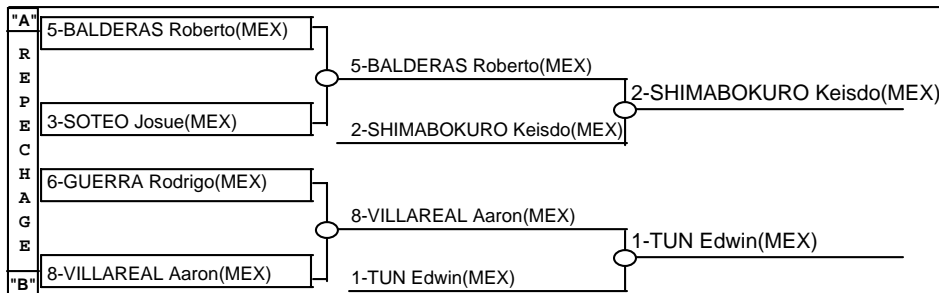 "A"
REPECHAGE
"B"
5-BALDERAS Roberto(MEX)
3-SOTEO Josue(MEX)
6-GUERRA Rodrigo(MEX)
8-VILLAREAL Aaron(MEX)
5-BALDERAS Roberto(MEX)
2-SHIMABOKURO Keisdo(MEX)
8-VILLAREAL Aaron(MEX)
1-TUN Edwin(MEX)
2-SHIMABOKURO Keisdo(MEX)
1-TUN Edwin(MEX)